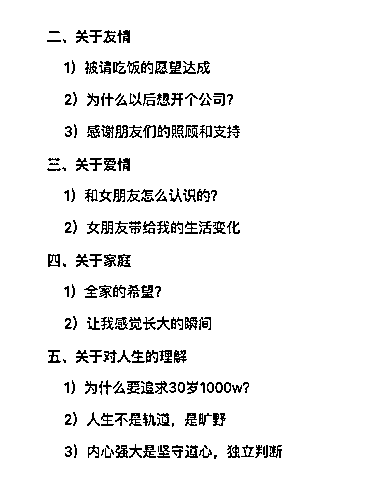 二、关于友情
1）被请吃饭的愿望达成
2）为什么以后想开个公司?
3）感谢朋友们的照顾和支持
三、关于爱情
1）和女朋友怎么认识的?
2）女朋友带给我的生活变化
四、关于家庭
1）全家的希望?
2）让我感觉长大的瞬间
五、关于对人生的理解
1）为什么要追求30岁1000w?
2）人生不是轨道，是旷野
3）内心强大是坚守道心，独立判断